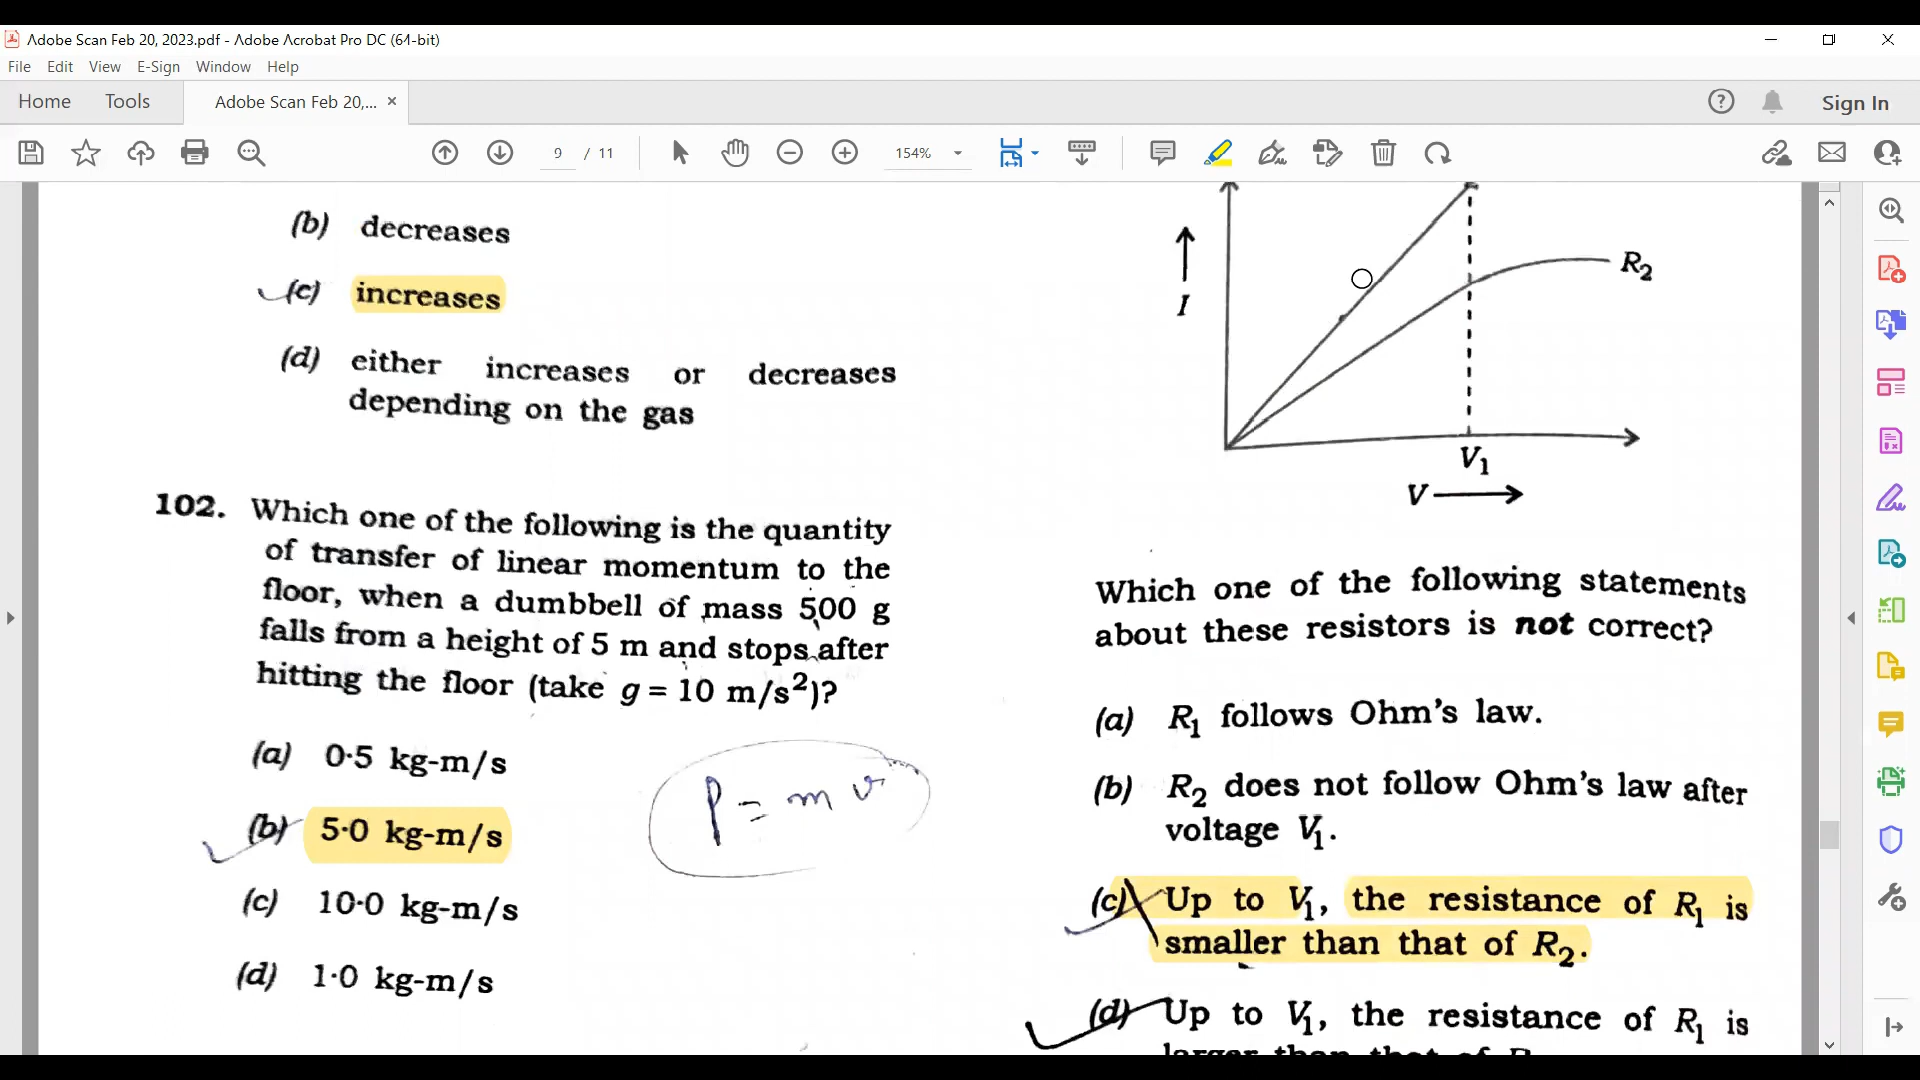 Adobe Scan Feb 20, 2023.pdf - Adobe Acrobat Pro DC (64-bit)
File Edit View E-Sign Window Help
Home Tools Adobe Scan Feb 20,... × Sign In
9 / 11 154%
(b) decreases
(c) increases
(d) either increases or decreases
depending on the gas
102. Which one of the following is the quantity
of transfer of linear momentum to the
floor, when a dumbbell of mass 500 g
falls from a height of 5 m and stops after
hitting the floor (take g = 10 m/s²)?
(a) 0·5 kg-m/s
(b) 5·0 kg-m/s
(c) 10·0 kg-m/s
(d) 1·0 kg-m/s
P = m v
I
R₂
V₁
V
Which one of the following statements
about these resistors is not correct?
(a) R₁ follows Ohm's law.
(b) R₂ does not follow Ohm's law after
voltage V₁.
(c) Up to V₁, the resistance of R₁ is
smaller than that of R₂.
(d) Up to V₁, the resistance of R₁ is